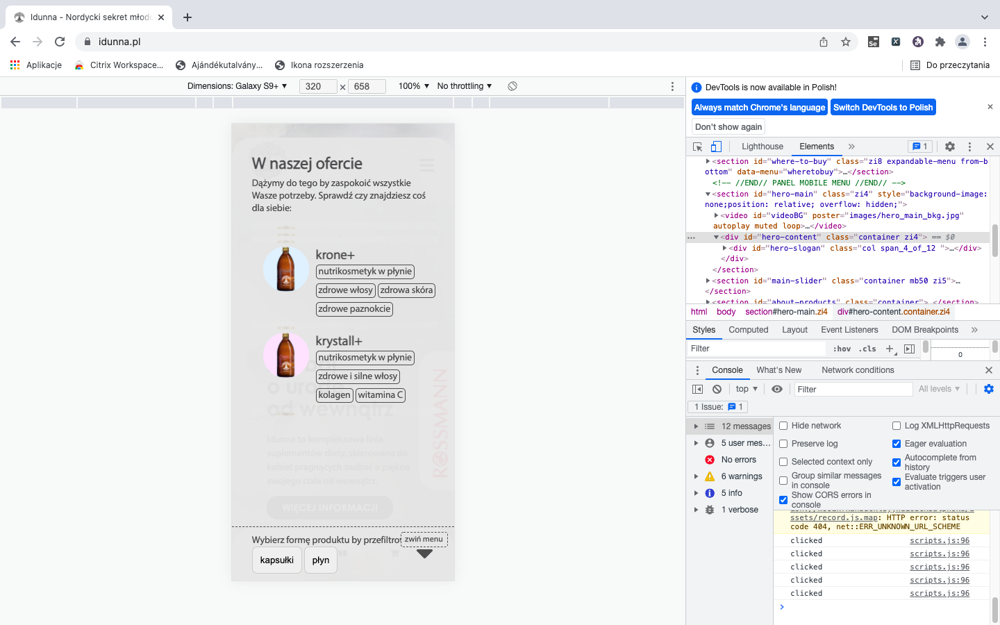 Idunna - Nordycki sekret młodo
idunna.pl
Aplikacje
Citrix Workspace...
Ajándékutalvány...
Ikona rozszerzenia
Do przeczytania
Dimensions: Galaxy S9+ ▼ 320 × 658 100% ▼ No throttling ▼
W naszej ofercie
Dążymy do tego by zaspokoić wszystkie
Wasze potrzeby. Sprawdź czy znajdziesz coś
dla siebie:
krone+
nutrikosmetyk w płynie
zdrowe włosy zdrowa skóra
zdrowe paznokcie
krystall+
nutrikosmetyk w płynie
zdrowe i silne włosy
kolagen witamina C
o urodę
od wewnątrz
ROSSMANN
Idunna to kompleksowa linia
suplementów diety, skierowana do
kobiet pragnących zadbać o piękno
swojego ciała od wewnątrz.
WIĘCEJ INFORMACJI
Wybierz formę produktu by przefiltro
zwiń menu
kapsułki płyn
DevTools is now available in Polish!
Always match Chrome's language Switch DevTools to Polish
Don't show again
Lighthouse Elements » 1
<section id="where-to-buy" class="zi8 expandable-menu from-b
ottom" data-menu="wheretobuy">…</section>
<!-- //END// PANEL MOBILE MENU //END// -->
<section id="hero-main" class="zi4" style="background-image:
none;position: relative; overflow: hidden;">
<video id="videoBG" poster="images/hero_main_bkg.jpg"
autoplay muted loop>…</video>
<div id="hero-content" class="container zi4"> == $0
<div id="hero-slogan" class="col span_4_of_12 ">…</div>
</div>
</section>
<section id="main-slider" class="container mb50 zi5">…
</section>
<section id="about-products" class="container">…</section>
html body section#hero-main.zi4 div#hero-content.container.zi4
Styles Computed Layout Event Listeners DOM Breakpoints »
Filter :hov .cls +
0
Console What's New Network conditions
top ▼ Filter All levels ▼
1 Issue: 1
12 messages
5 user mes…
No errors
6 warnings
5 info
1 verbose
Hide network Log XMLHttpRequests
Preserve log Eager evaluation
Selected context only Autocomplete from
history
Group similar messages
in console
Evaluate triggers user
activation
Show CORS errors in
console
ssets/record.js.map: HTTP error: status
code 404, net::ERR_UNKNOWN_URL_SCHEME
clicked scripts.js:96
clicked scripts.js:96
clicked scripts.js:96
clicked scripts.js:96
clicked scripts.js:96